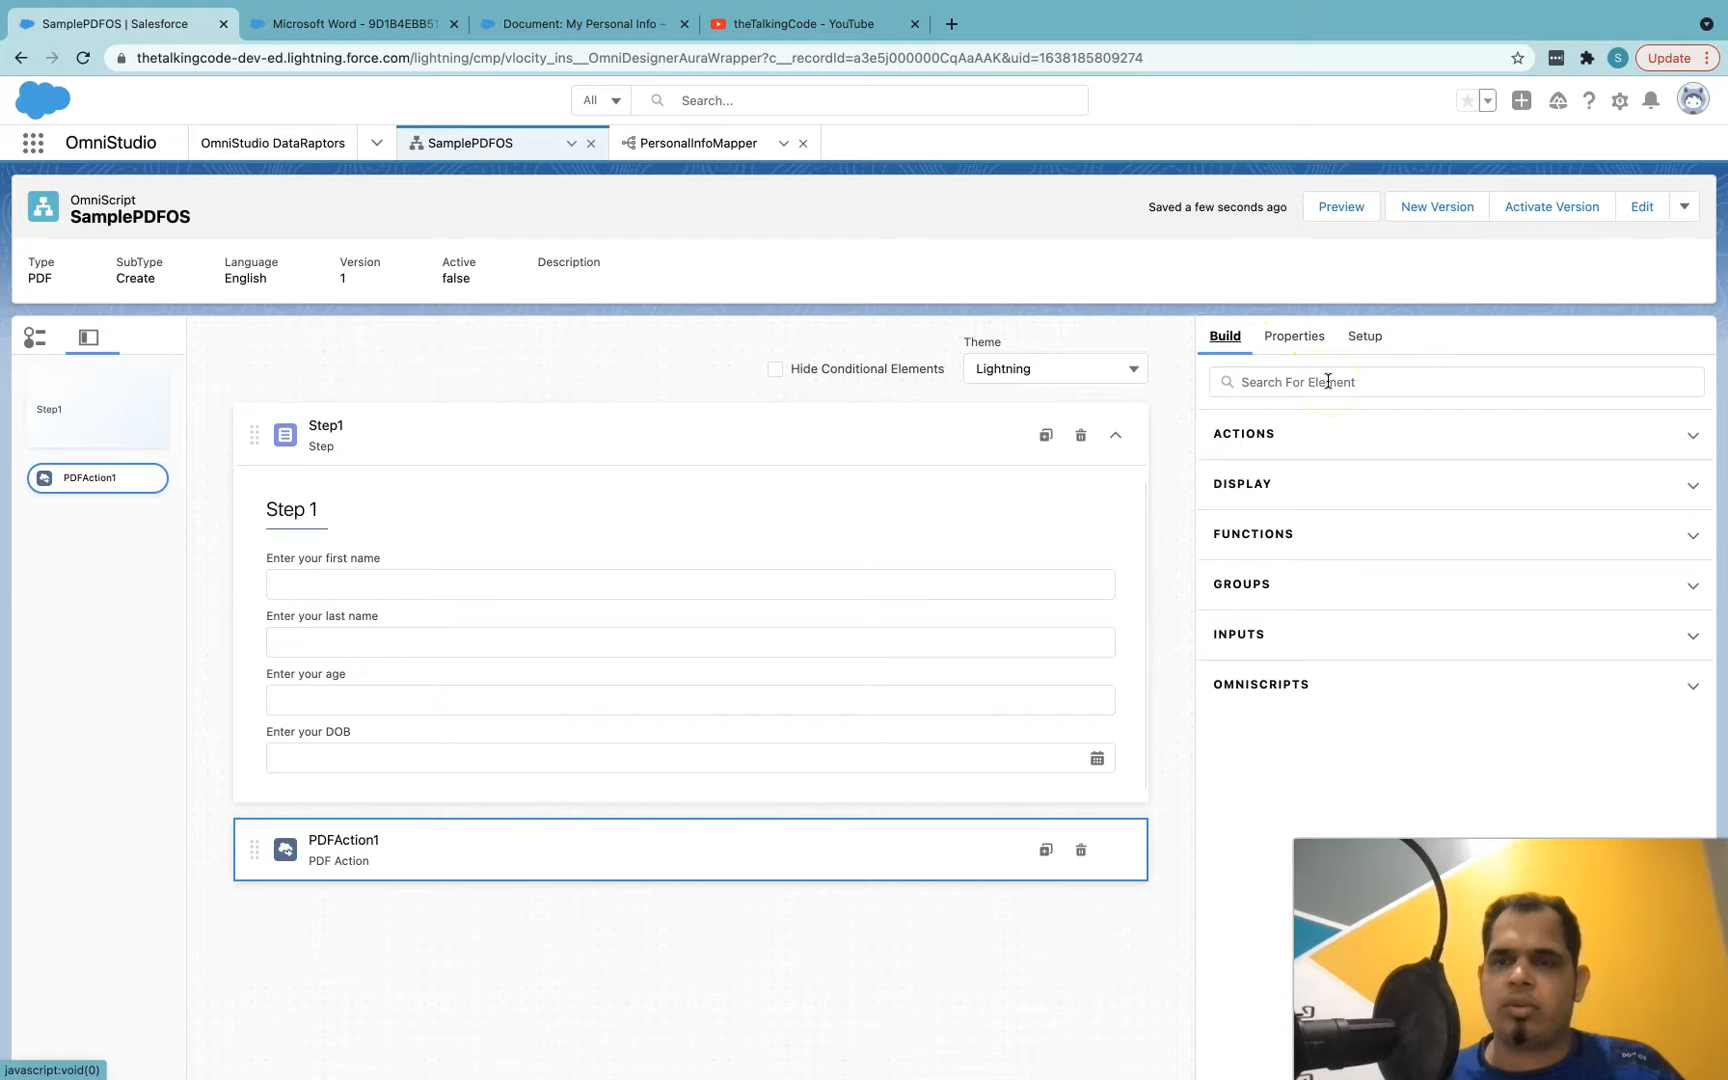 SamplePDFOS | Salesforce
Microsoft Word - 9D1B4EBB51
Document: My Personal Info ~
theTalkingCode - YouTube
thetalkingcode-dev-ed.lightning.force.com/lightning/cmp/vlocity_ins__OmniDesignerAuraWrapper?c__recordId=a3e5j000000CqAaAAK&uid=1638185809274
S
Update
All
Search...
OmniStudio
OmniStudio DataRaptors
SamplePDFOS
PersonalInfoMapper
OmniScript
SamplePDFOS
Saved a few seconds ago
Preview
New Version
Activate Version
Edit
Type
SubType
Language
Version
Active
Description
PDF
Create
English
1
false
Step1
PDFAction1
Hide Conditional Elements
Theme
Lightning
Step1
Step
Step 1
Enter your first name
Enter your last name
Enter your age
Enter your DOB
PDFAction1
PDF Action
Build
Properties
Setup
Search For Element
ACTIONS
DISPLAY
FUNCTIONS
GROUPS
INPUTS
OMNISCRIPTS
javascript:void(0)